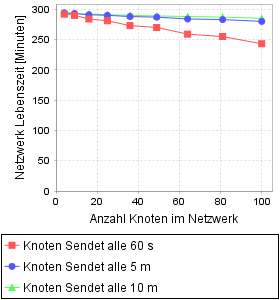 300
250
200
150
100
50
0
Netzwerk Lebenszeit [Minuten]
0 20 40 60 80 100
Anzahl Knoten im Netzwerk
Knoten Sendet alle 60 s
Knoten Sendet alle 5 m
Knoten Sendet alle 10 m